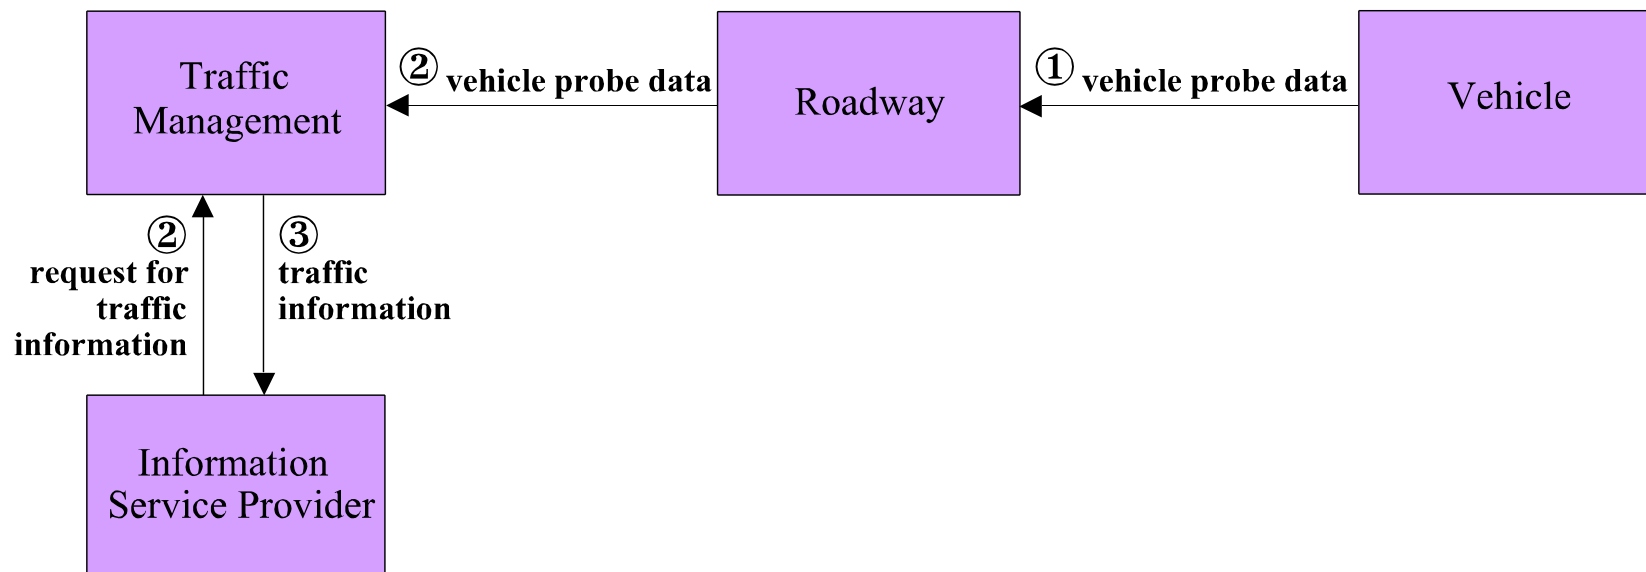 Traffic
Management
② vehicle probe data
Roadway
① vehicle probe data
Vehicle
②
request for
traffic
information
③
traffic
information
Information
Service Provider